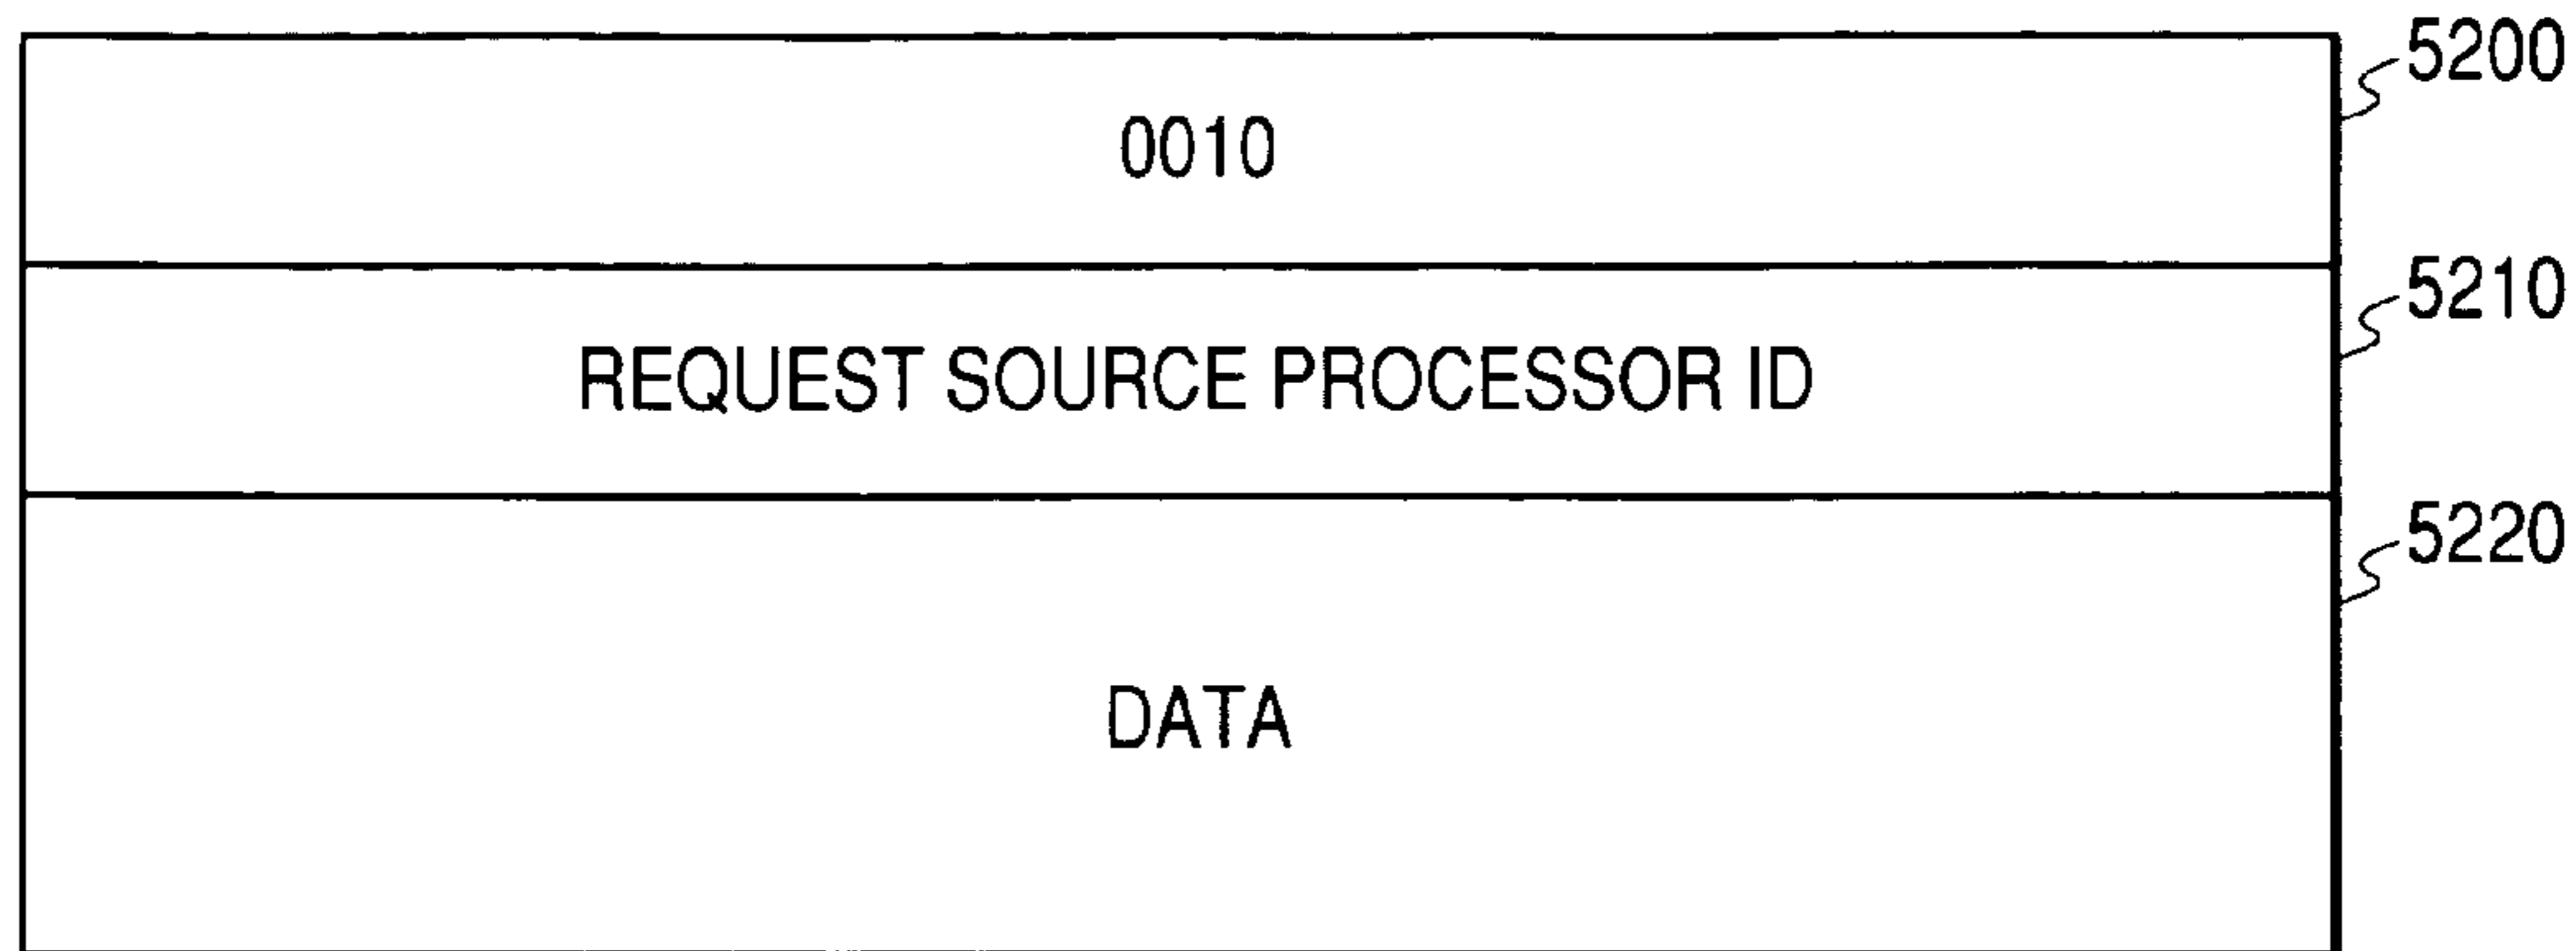 5200
0010
5210
REQUEST SOURCE PROCESSOR ID
5220
DATA